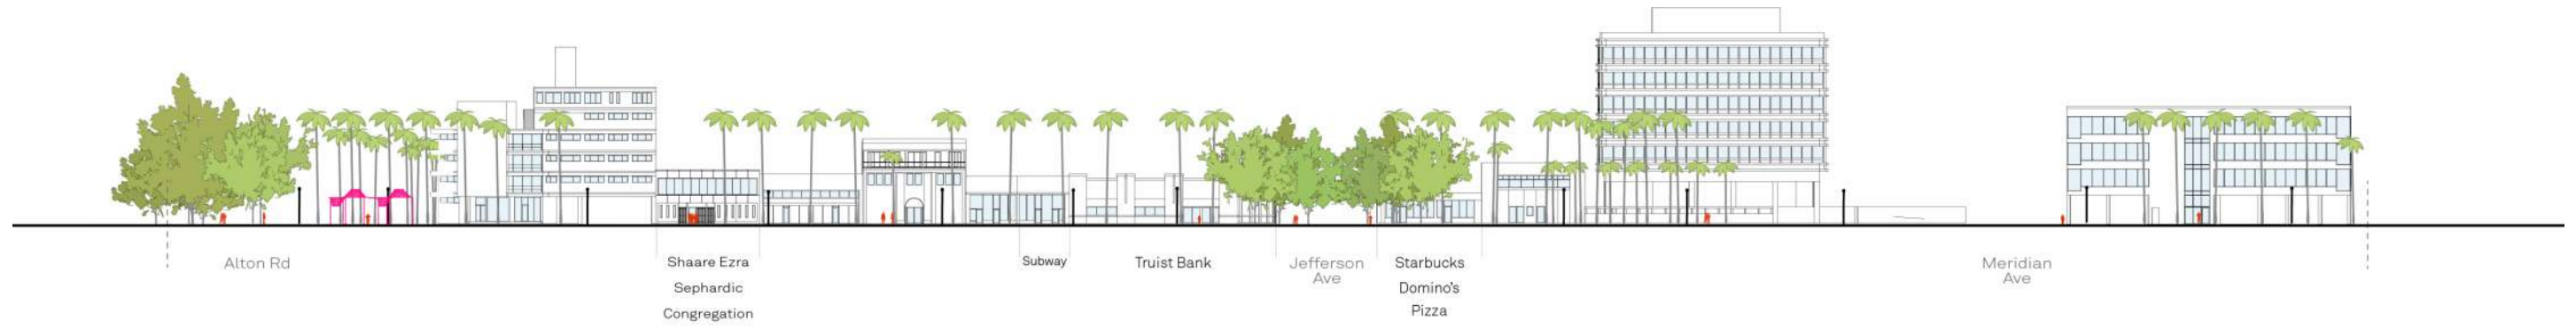 Alton Rd
Shaare Ezra
Sephardic
Congregation
Subway
Truist Bank
Jefferson
Ave
Starbucks
Domino's
Pizza
Meridian
Ave